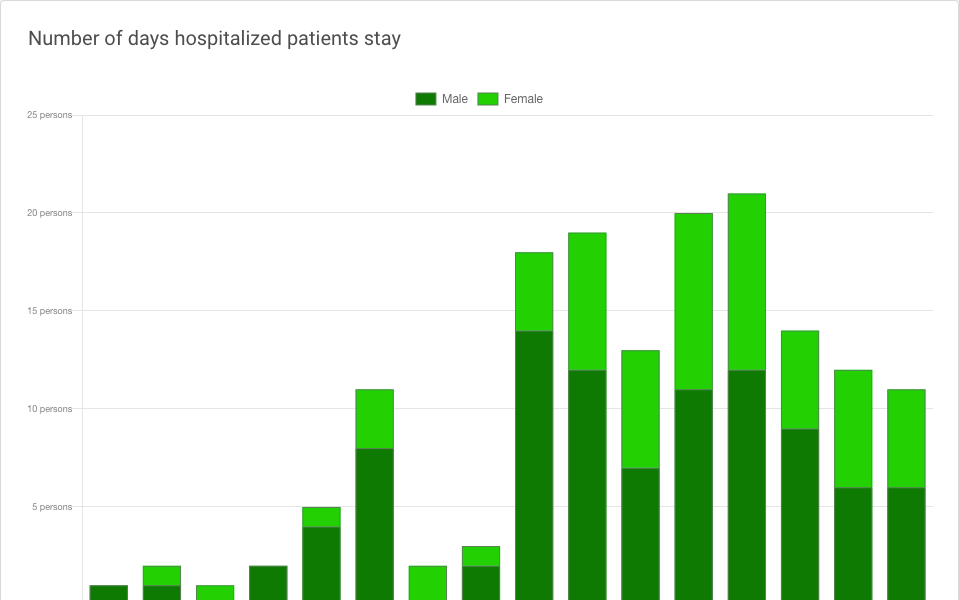 Number of days hospitalized patients stay
Male Female
25 persons
20 persons
15 persons
10 persons
5 persons